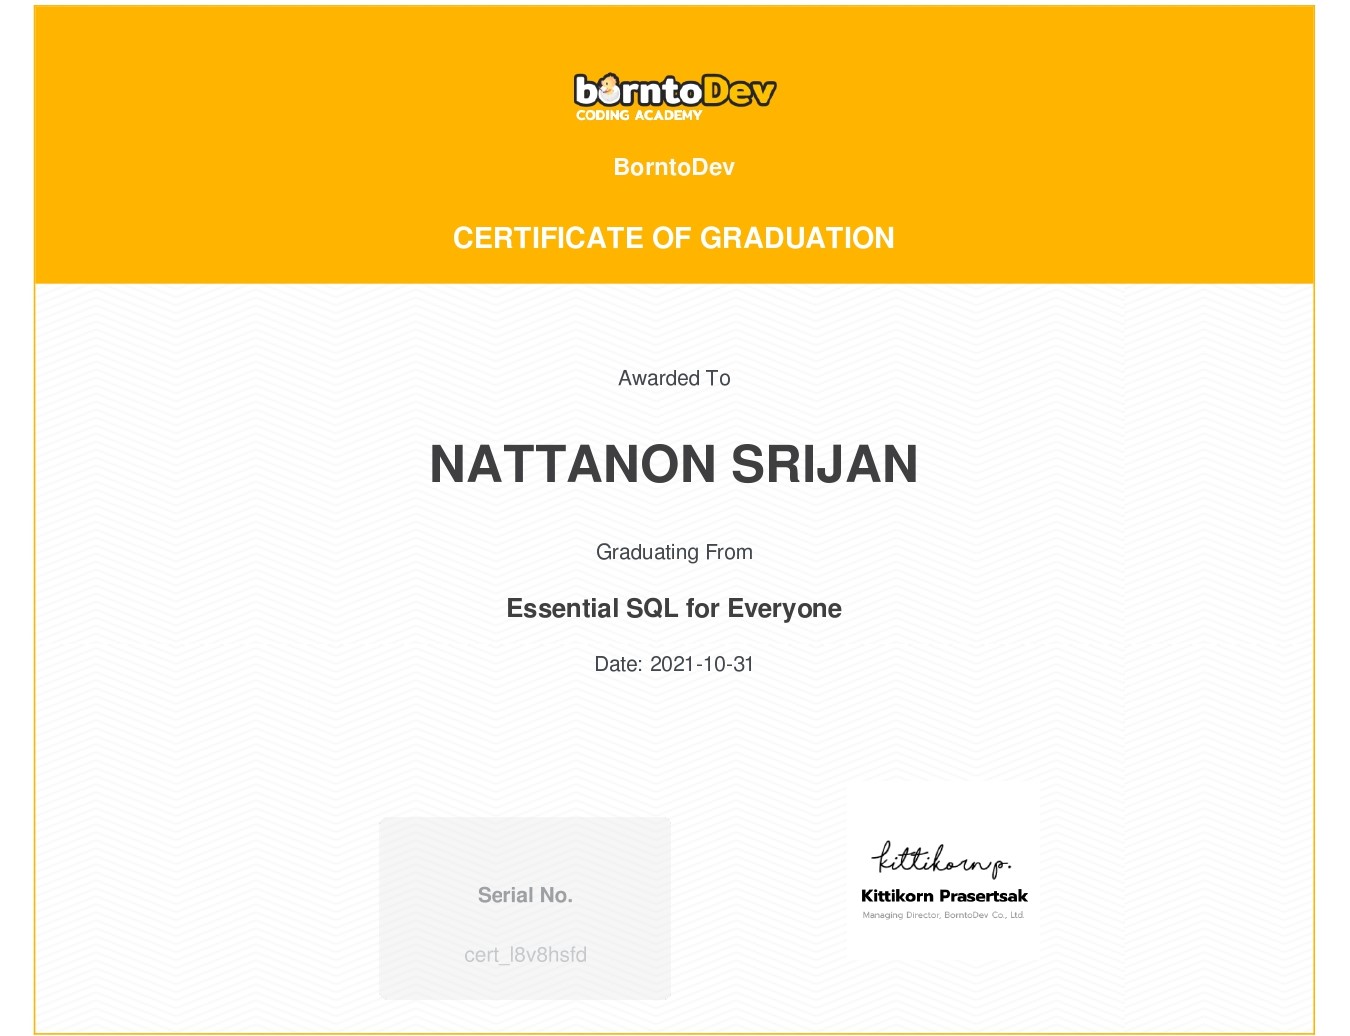 borntoDev
CODING ACADEMY
BorntoDev
CERTIFICATE OF GRADUATION
Awarded To
NATTANON SRIJAN
Graduating From
Essential SQL for Everyone
Date: 2021-10-31
kittikorn p.
Kittikorn Prasertsak
Managing Director, BorntoDev Co., Ltd.
Serial No.
cert_l8v8hsfd